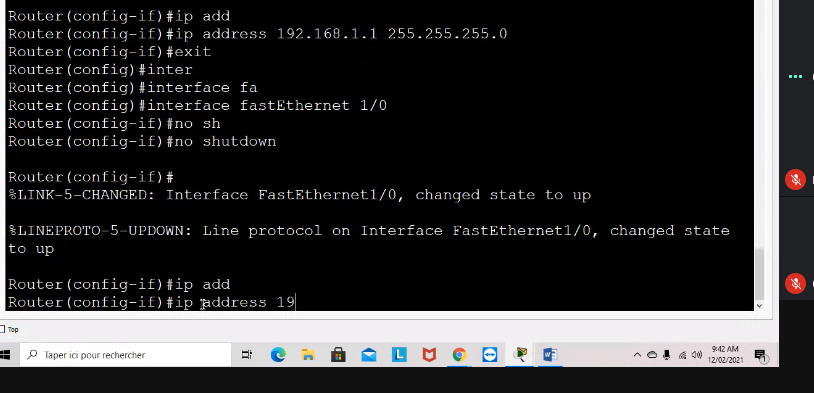 Router(config-if)#ip add
Router(config-if)#ip address 192.168.1.1 255.255.255.0
Router(config-if)#exit
Router(config)#inter
Router(config)#interface fa
Router(config)#interface fastEthernet 1/0
Router(config-if)#no sh
Router(config-if)#no shutdown
Router(config-if)#
%LINK-5-CHANGED: Interface FastEthernet1/0, changed state to up
%LINEPROTO-5-UPDOWN: Line protocol on Interface FastEthernet1/0, changed state
to up
Router(config-if)#ip add
Router(config-if)#ip address 19
Top
Taper ici pour rechercher
L
W
9:42 AM
12/02/2021
1